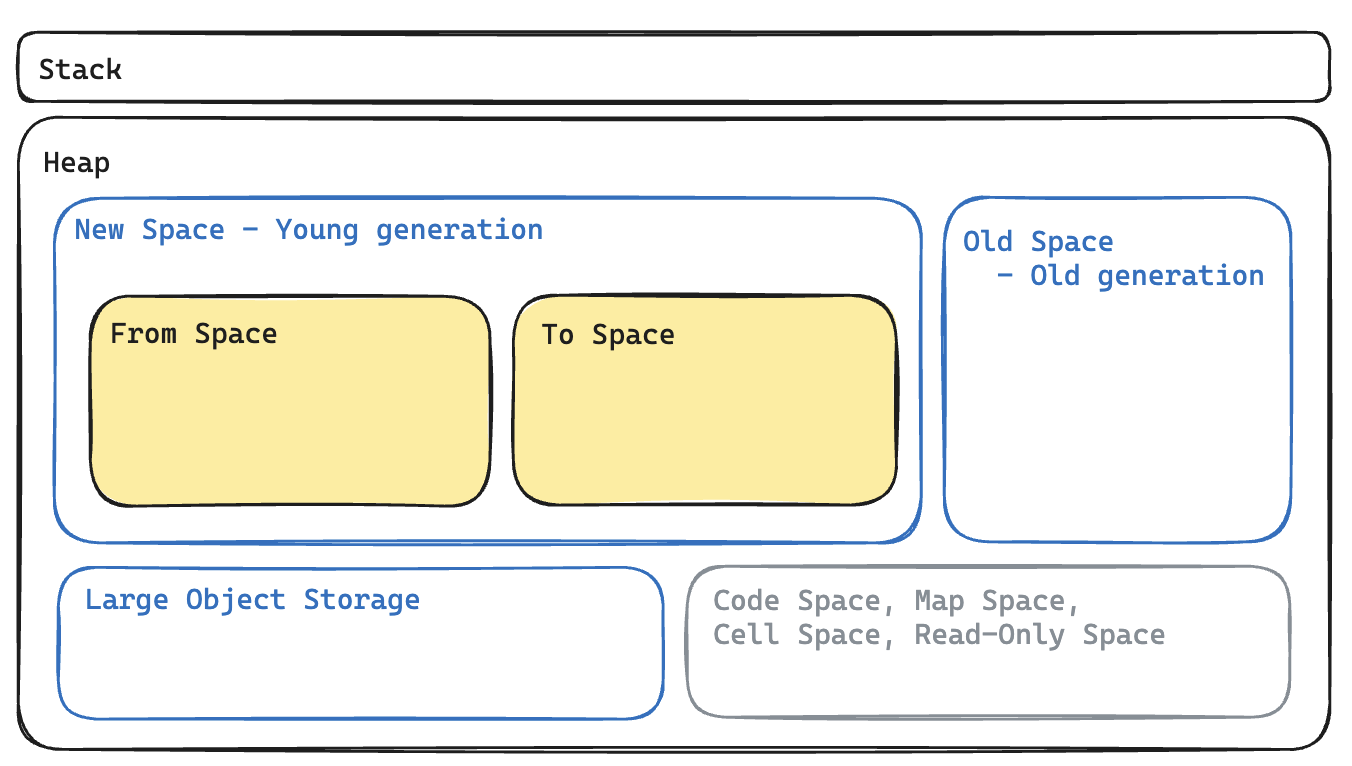 Stack
Heap
New Space - Young generation
Old Space
- Old generation
From Space
To Space
Large Object Storage
Code Space, Map Space,
Cell Space, Read-Only Space